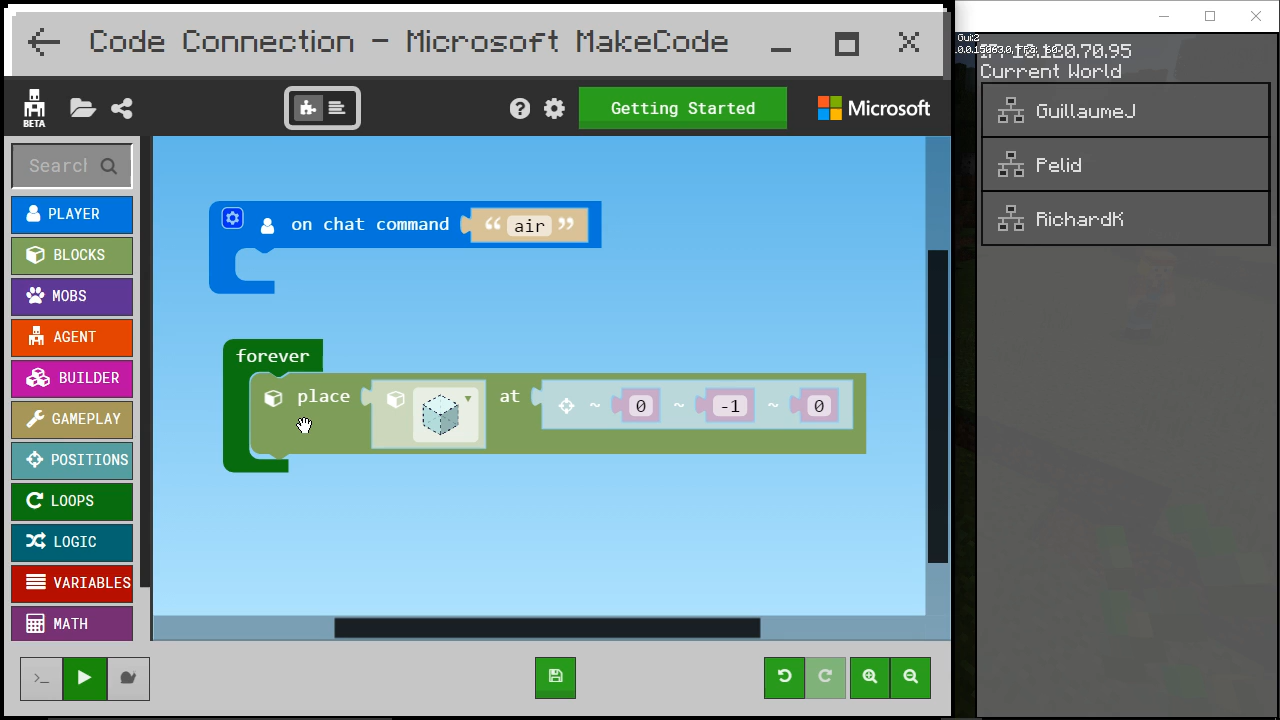 Code Connection - Microsoft MakeCode
BETA
Getting Started
Microsoft
Search
PLAYER
BLOCKS
MOBS
AGENT
BUILDER
GAMEPLAY
POSITIONS
LOOPS
LOGIC
VARIABLES
MATH
on chat command “ air ”
forever
place at ~ 0 ~ -1 ~ 0
Current World
GuillaumeJ
Pelid
RichardK